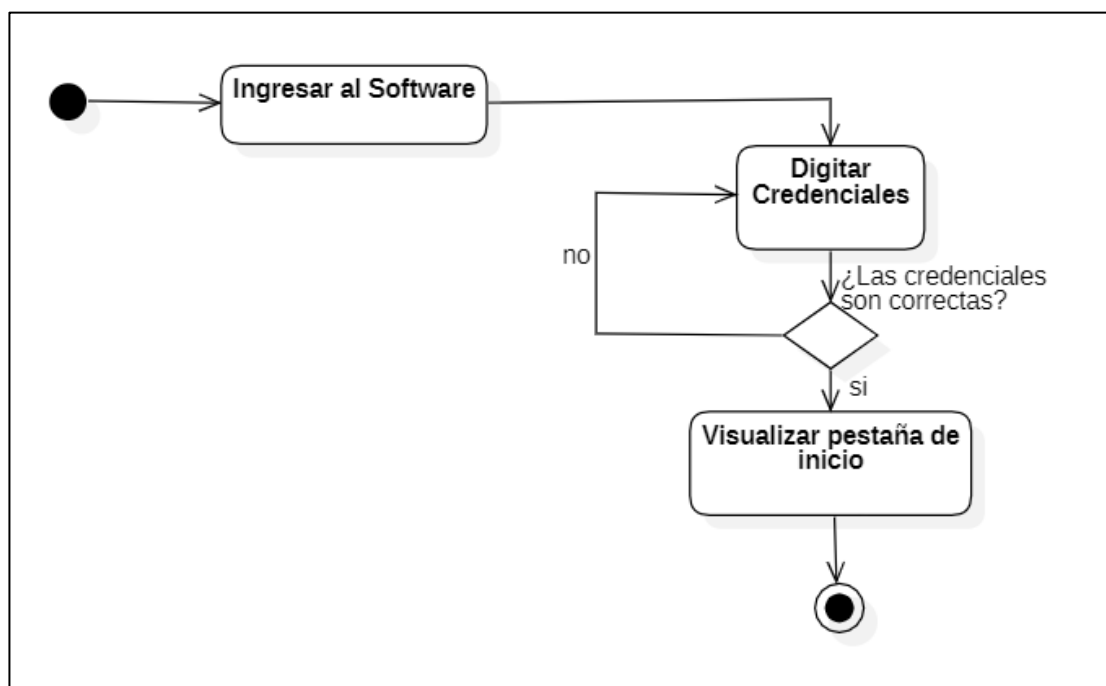 Ingresar al Software
Digitar
Credenciales
no
¿Las credenciales
son correctas?
si
Visualizar pestaña de
inicio